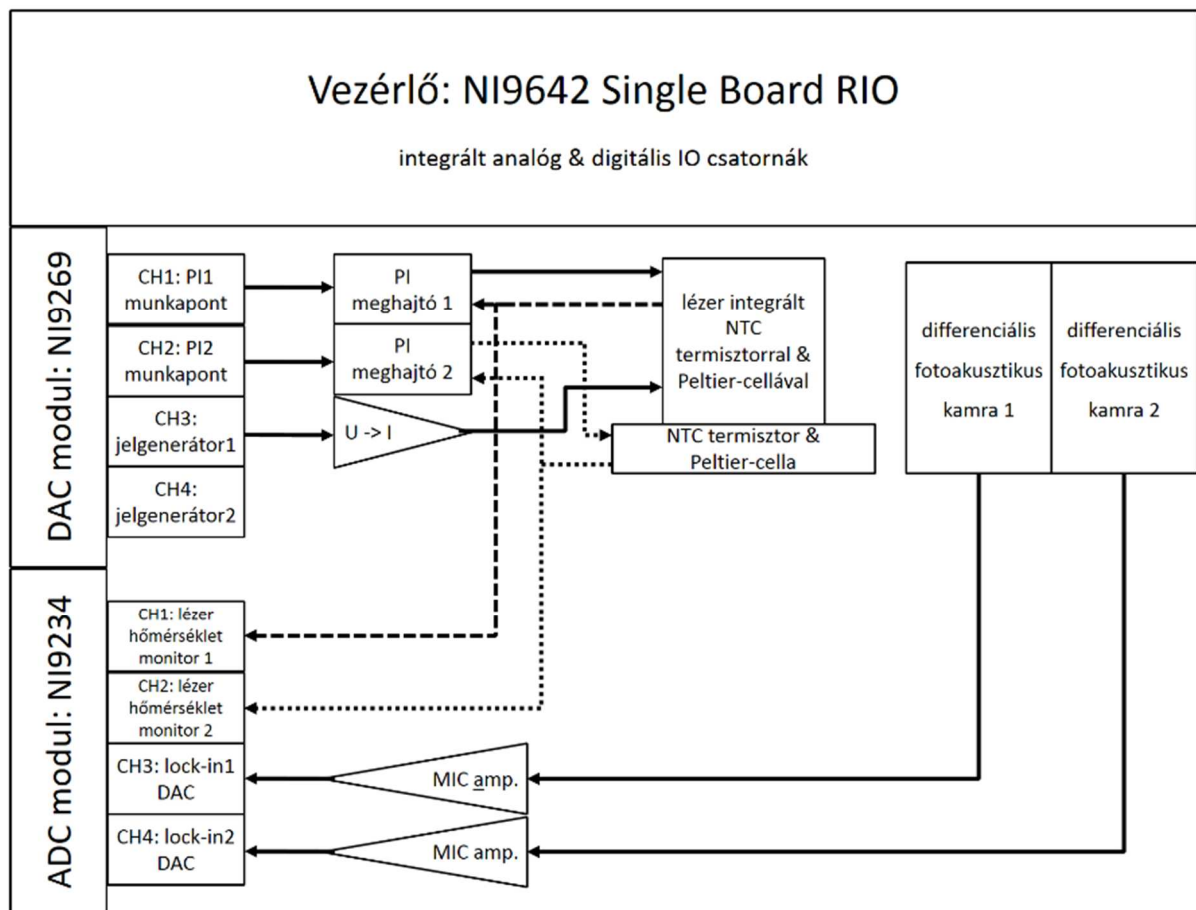 Vezérlő: NI9642 Single Board RIO
integrált analóg & digitális IO csatornák
DAC modul: NI9269
CH1: PI1
munkapont
PI
meghajtó 1
CH2: PI2
munkapont
PI
meghajtó 2
CH3:
jelgenerátor1
U -> I
CH4:
jelgenerátor2
lézer integrált
NTC
termisztorral &
Peltier-cellával
NTC termisztor &
Peltier-cella
differenciális
fotoakusztikus
kamra 1
differenciális
fotoakusztikus
kamra 2
ADC modul: NI9234
CH1: lézer
hőmérséklet
monitor 1
CH2: lézer
hőmérséklet
monitor 2
CH3: lock-in1
DAC
MIC amp.
CH4: lock-in2
DAC
MIC amp.